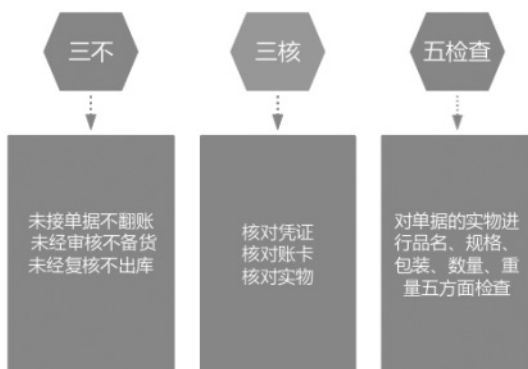 三不
三核
五检查
未接单据不翻账
未经审核不备货
未经复核不出库
核对凭证
核对账卡
核对实物
对单据的实物进
行品名、规格、
包装、数量、重
量五方面检查